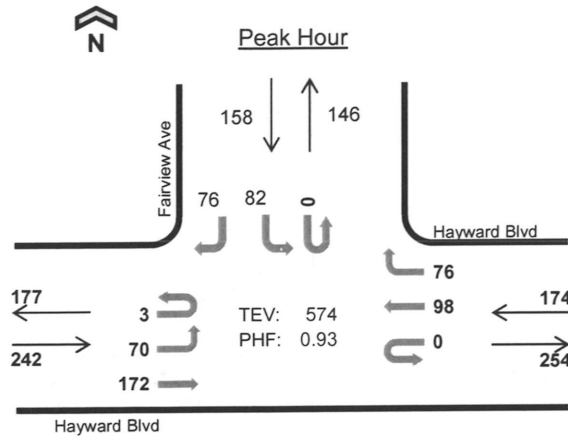 N
Peak Hour
158
146
Fairview Ave
76
82
0
Hayward Blvd
76
177
174
3
TEV: 574
98
PHF: 0.93
70
0
242
254
172
Hayward Blvd